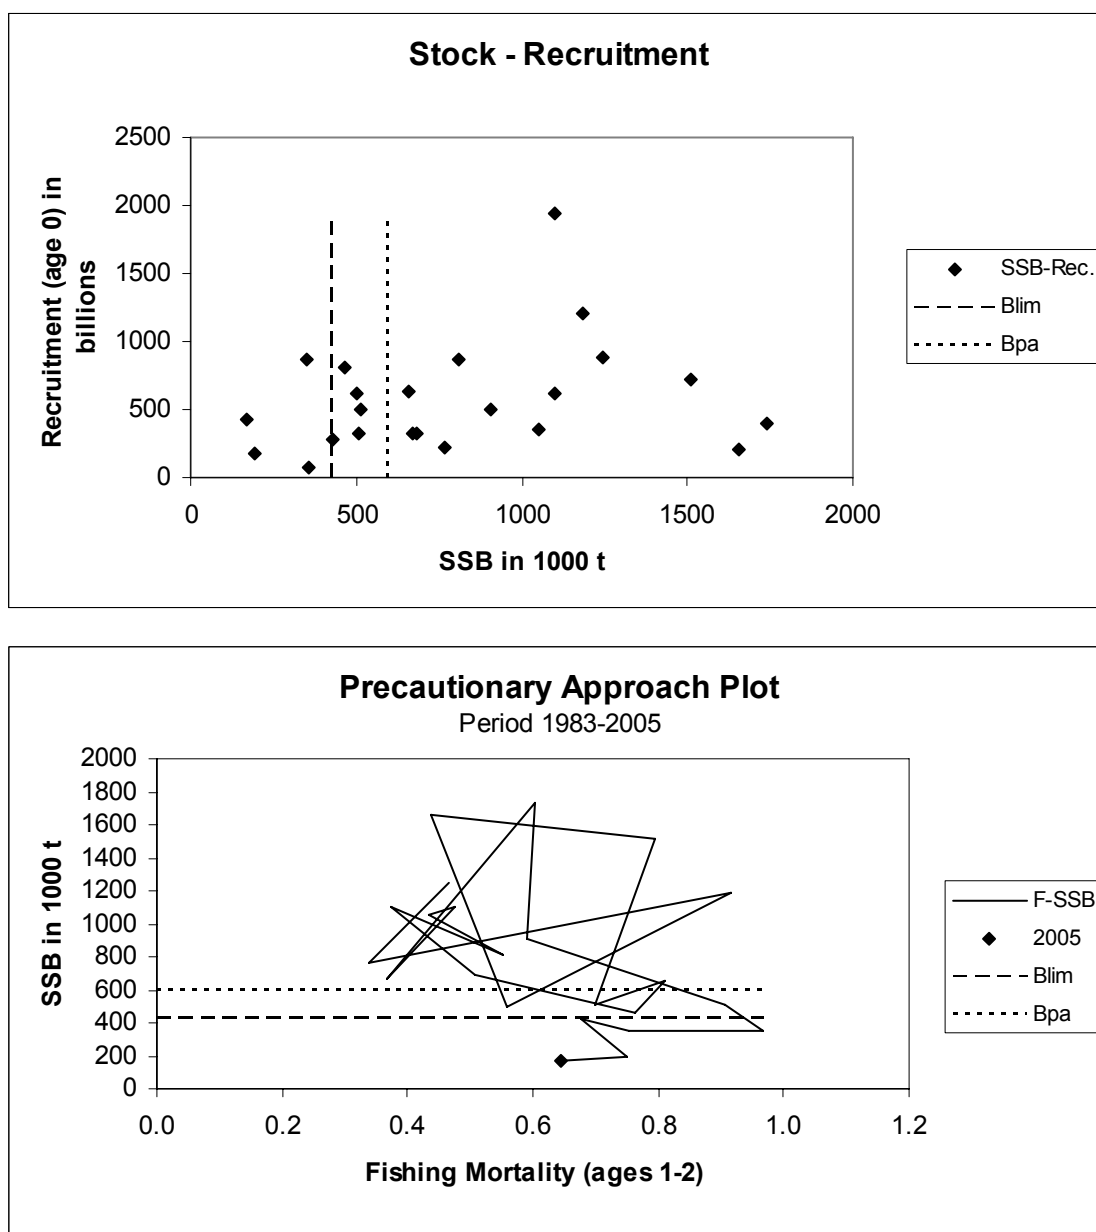 Stock - Recruitment
Recruitment (age 0) in
billions
2500
2000
1500
1000
500
0
0 500 1000 1500 2000
SSB in 1000 t
SSB-Rec.
Blim
Bpa
Precautionary Approach Plot
Period 1983-2005
SSB in 1000 t
2000
1800
1600
1400
1200
1000
800
600
400
200
0
0.0 0.2 0.4 0.6 0.8 1.0 1.2
Fishing Mortality (ages 1-2)
F-SSB
2005
Blim
Bpa